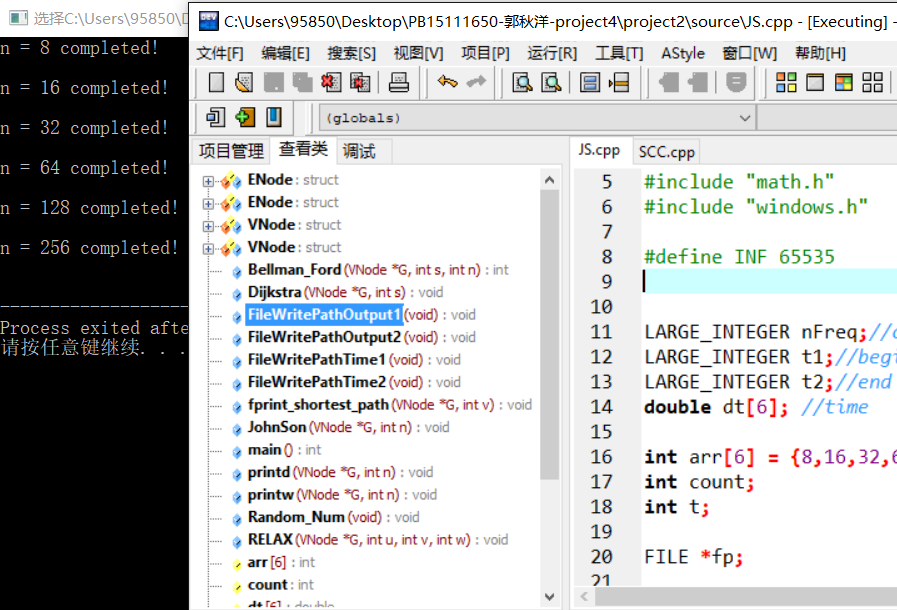 选择C:\Users\95850\
n = 8 completed!
n = 16 completed!
n = 32 completed!
n = 64 completed!
n = 128 completed!
n = 256 completed!
Process exited afte
请按任意键继续. . .
C:\Users\95850\Desktop\PB15111650-郭秋洋-project4\project2\source\JS.cpp - [Executing] -
文件[F] 编辑[E] 搜索[S] 视图[V] 项目[P] 运行[R] 工具[T] AStyle 窗口[W] 帮助[H]
(globals)
项目管理 查看类 调试
ENode : struct
ENode : struct
VNode : struct
VNode : struct
Bellman_Ford (VNode *G, int s, int n) : int
Dijkstra (VNode *G, int s) : void
FileWritePathOutput1 (void) : void
FileWritePathOutput2 (void) : void
FileWritePathTime1 (void) : void
FileWritePathTime2 (void) : void
fprint_shortest_path (VNode *G, int v) : void
JohnSon (VNode *G, int n) : void
main () : int
printd (VNode *G, int n) : void
printw (VNode *G, int n) : void
Random_Num (void) : void
RELAX (VNode *G, int u, int v, int w) : void
arr [6] : int
count : int
dt [6] : double
JS.cpp SCC.cpp
5 #include "math.h"
6 #include "windows.h"
7
8 #define INF 65535
9
10
11 LARGE_INTEGER nFreq;//
12 LARGE_INTEGER t1;//beg
13 LARGE_INTEGER t2;//end
14 double dt[6]; //time
15
16 int arr[6] = {8,16,32,
17 int count;
18 int t;
19
20 FILE *fp;
21